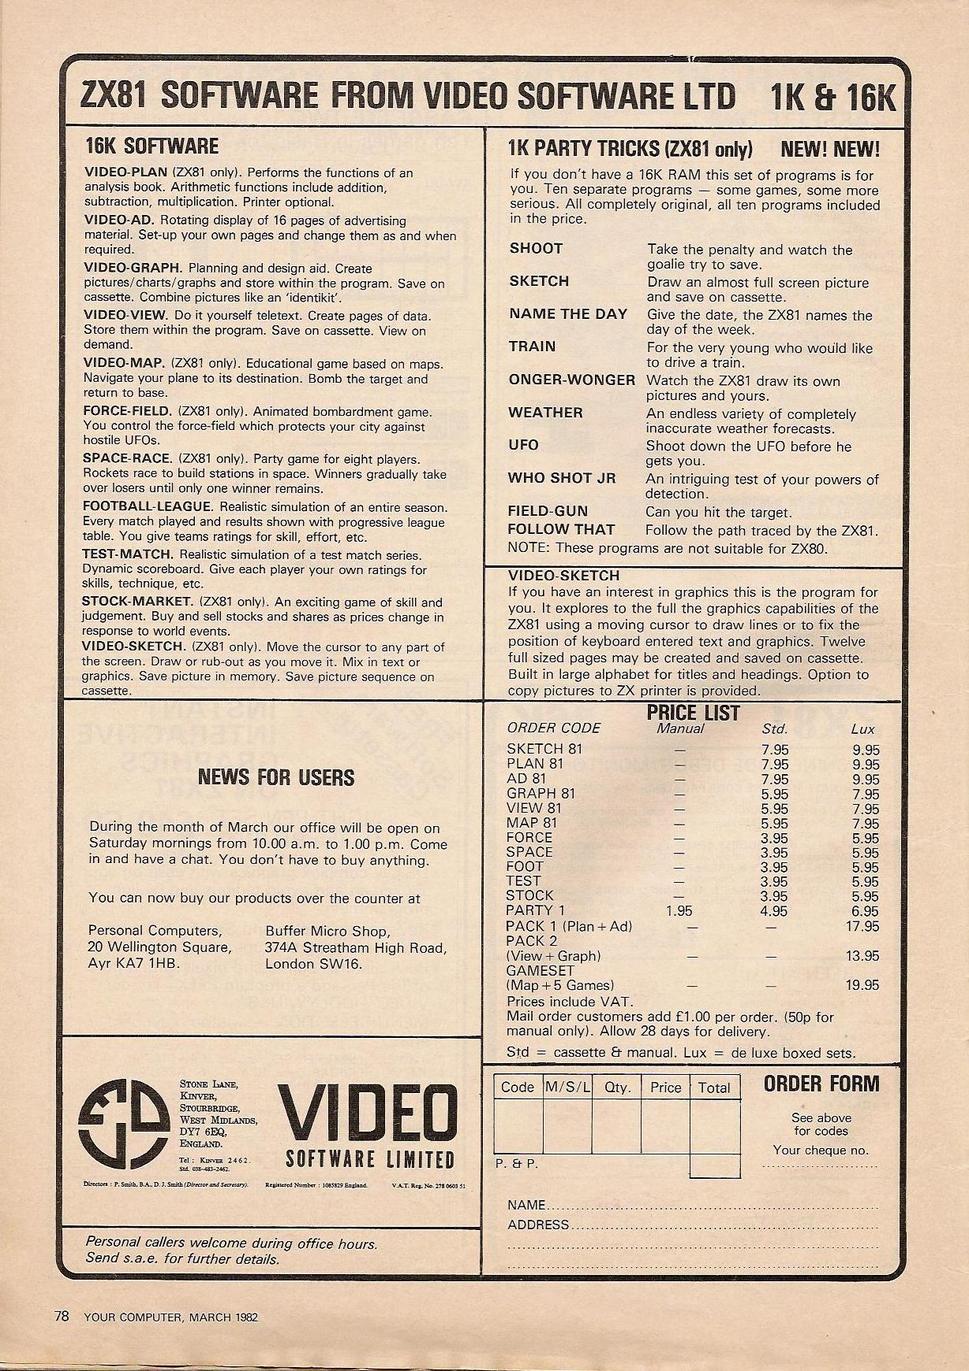 ZX81 SOFTWARE FROM VIDEO SOFTWARE LTD 1K & 16K
16K SOFTWARE
VIDEO-PLAN (ZX81 only). Performs the functions of an
analysis book. Arithmetic functions include addition,
subtraction, multiplication. Printer optional.
VIDEO-AD. Rotating display of 16 pages of advertising
material. Set-up your own pages and change them as and when
required.
VIDEO-GRAPH. Planning and design aid. Create
pictures/charts/graphs and store within the program. Save on
cassette. Combine pictures like an 'identikit'.
VIDEO-VIEW. Do it yourself teletext. Create pages of data.
Store them within the program. Save on cassette. View on
demand.
VIDEO-MAP. (ZX81 only). Educational game based on maps.
Navigate your plane to its destination. Bomb the target and
return to base.
FORCE-FIELD. (ZX81 only). Animated bombardment game.
You control the force-field which protects your city against
hostile UFOs.
SPACE-RACE. (ZX81 only). Party game for eight players.
Rockets race to build stations in space. Winners gradually take
over losers until only one winner remains.
FOOTBALL-LEAGUE. Realistic simulation of an entire season.
Every match played and results shown with progressive league
table. You give teams ratings for skill, effort, etc.
TEST-MATCH. Realistic simulation of a test match series.
Dynamic scoreboard. Give each player your own ratings for
skills, technique, etc.
STOCK-MARKET. (ZX81 only). An exciting game of skill and
judgement. Buy and sell stocks and shares as prices change in
response to world events.
VIDEO-SKETCH. (ZX81 only). Move the cursor to any part of
the screen. Draw or rub-out as you move it. Mix in text or
graphics. Save picture in memory. Save picture sequence on
cassette.
1K PARTY TRICKS (ZX81 only) NEW! NEW!
If you don't have a 16K RAM this set of programs is for
you. Ten separate programs — some games, some more
serious. All completely original, all ten programs included
in the price.
SHOOT Take the penalty and watch the
goalie try to save.
SKETCH Draw an almost full screen picture
and save on cassette.
NAME THE DAY Give the date, the ZX81 names the
day of the week.
TRAIN For the very young who would like
to drive a train.
ONGER-WONGER Watch the ZX81 draw its own
pictures and yours.
WEATHER An endless variety of completely
inaccurate weather forecasts.
UFO Shoot down the UFO before he
gets you.
WHO SHOT JR An intriguing test of your powers of
detection.
FIELD-GUN Can you hit the target.
FOLLOW THAT Follow the path traced by the ZX81.
NOTE: These programs are not suitable for ZX80.
VIDEO-SKETCH
If you have an interest in graphics this is the program for
you. It explores to the full the graphics capabilities of the
ZX81 using a moving cursor to draw lines or to fix the
position of keyboard entered text and graphics. Twelve
full sized pages may be created and saved on cassette.
Built in large alphabet for titles and headings. Option to
copy pictures to ZX printer is provided.
NEWS FOR USERS
During the month of March our office will be open on
Saturday mornings from 10.00 a.m. to 1.00 p.m. Come
in and have a chat. You don't have to buy anything.
You can now buy our products over the counter at
Personal Computers,
20 Wellington Square,
Ayr KA7 1HB.
Buffer Micro Shop,
374A Streatham High Road,
London SW16.
PRICE LIST
ORDER CODE Manual Std. Lux
SKETCH 81 — 7.95 9.95
PLAN 81 — 7.95 9.95
AD 81 — 7.95 9.95
GRAPH 81 — 5.95 7.95
VIEW 81 — 5.95 7.95
MAP 81 — 5.95 7.95
FORCE — 3.95 5.95
SPACE — 3.95 5.95
FOOT — 3.95 5.95
TEST — 3.95 5.95
STOCK — 3.95 5.95
PARTY 1 1.95 4.95 6.95
PACK 1 (Plan + Ad) — — 17.95
PACK 2
(View + Graph) — — 13.95
GAMESET
(Map + 5 Games) — — 19.95
Prices include VAT.
Mail order customers add £1.00 per order. (50p for
manual only). Allow 28 days for delivery.
Std = cassette & manual. Lux = de luxe boxed sets.
STONE LANE,
KINVER,
STOURBRIDGE,
WEST MIDLANDS,
DY7 6EQ,
ENGLAND.
Tel : KINVER 2462.
Std. 038-483-2462.
VIDEO
SOFTWARE LIMITED
Directors : P. Smith, B.A., D. J. Smith (Director and Secretary). Registered Number : 1085829 England. V.A.T. Reg. No. 278 0603 51
Personal callers welcome during office hours.
Send s.a.e. for further details.
Code M/S/L Qty. Price Total
P. & P.
ORDER FORM
See above
for codes
Your cheque no.
NAME
ADDRESS
78 YOUR COMPUTER, MARCH 1982